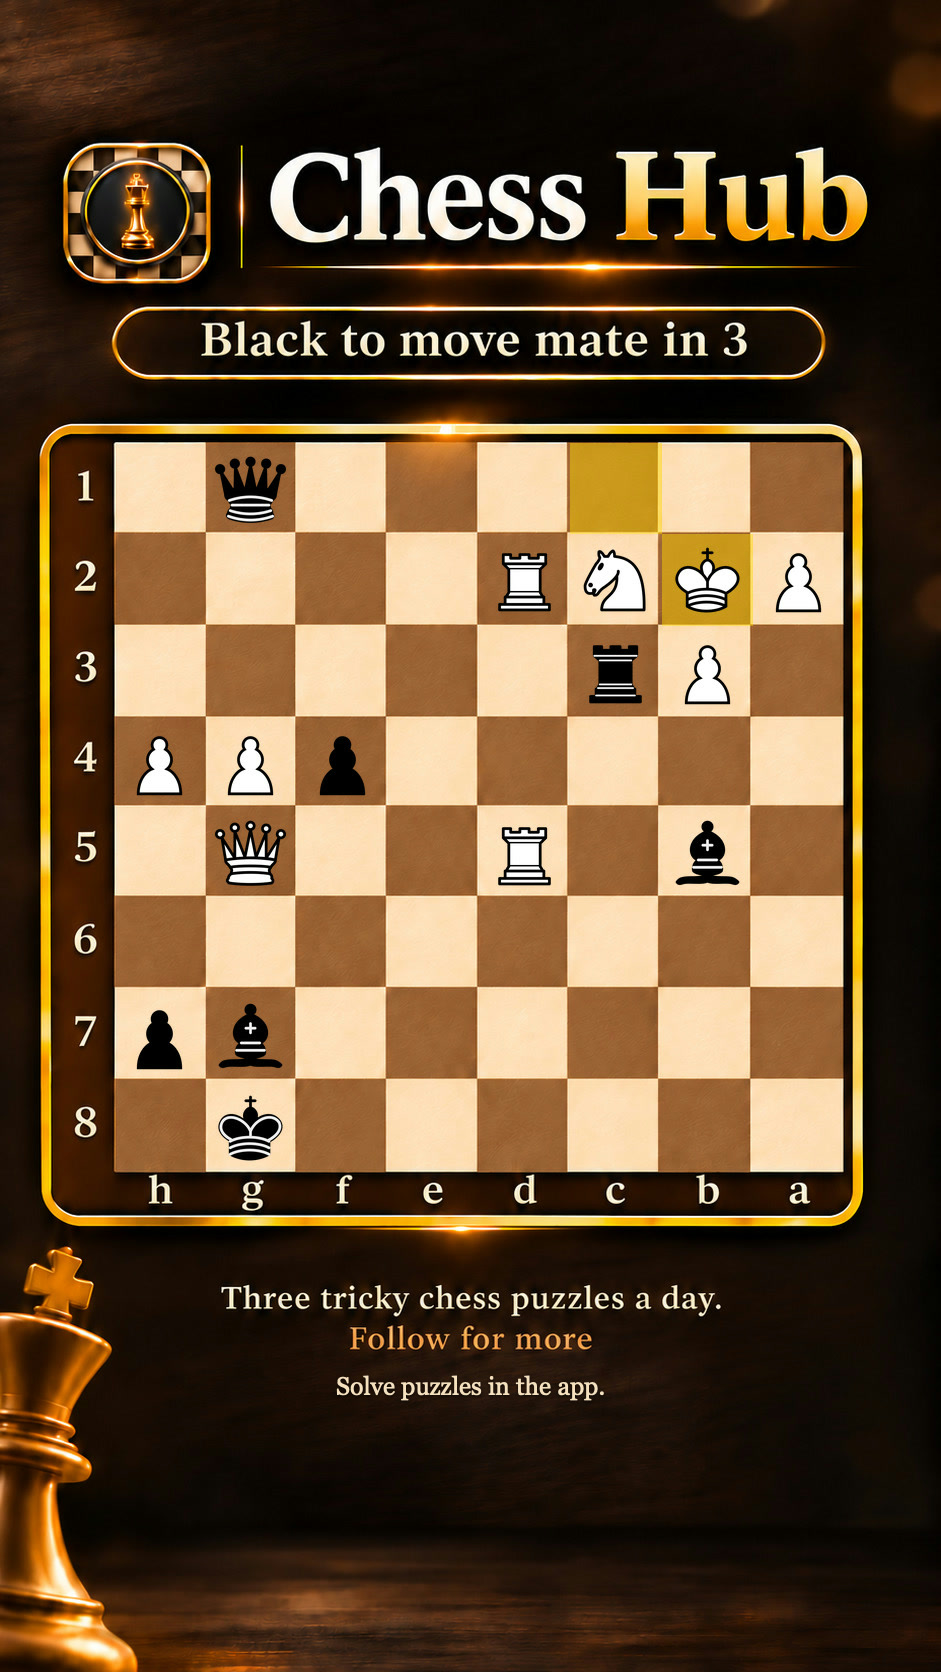 Chess Hub
Black to move mate in 3
1
2
3
4
5
6
7
8
h g f e d c b a
Three tricky chess puzzles a day.
Follow for more
Solve puzzles in the app.